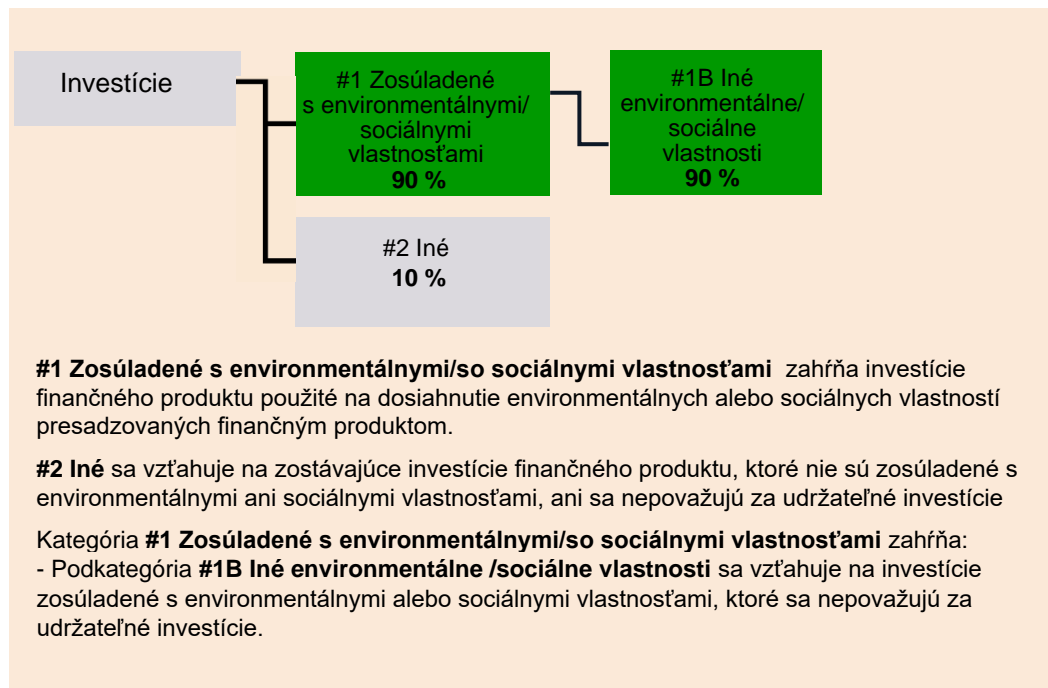 Investície
#1 Zosúladené
s environmentálnymi/
sociálnymi
vlastnosťami
90 %
#1B Iné
environmentálne/
sociálne
vlastnosti
90 %
#2 Iné
10 %
#1 Zosúladené s environmentálnymi/so sociálnymi vlastnosťami zahŕňa investície
finančného produktu použité na dosiahnutie environmentálnych alebo sociálnych vlastností
presadzovaných finančným produktom.
#2 Iné sa vzťahuje na zostávajúce investície finančného produktu, ktoré nie sú zosúladené s
environmentálnymi ani sociálnymi vlastnosťami, ani sa nepovažujú za udržateľné investície
Kategória #1 Zosúladené s environmentálnymi/so sociálnymi vlastnosťami zahŕňa:
- Podkategória #1B Iné environmentálne /sociálne vlastnosti sa vzťahuje na investície
zosúladené s environmentálnymi alebo sociálnymi vlastnosťami, ktoré sa nepovažujú za
udržateľné investície.